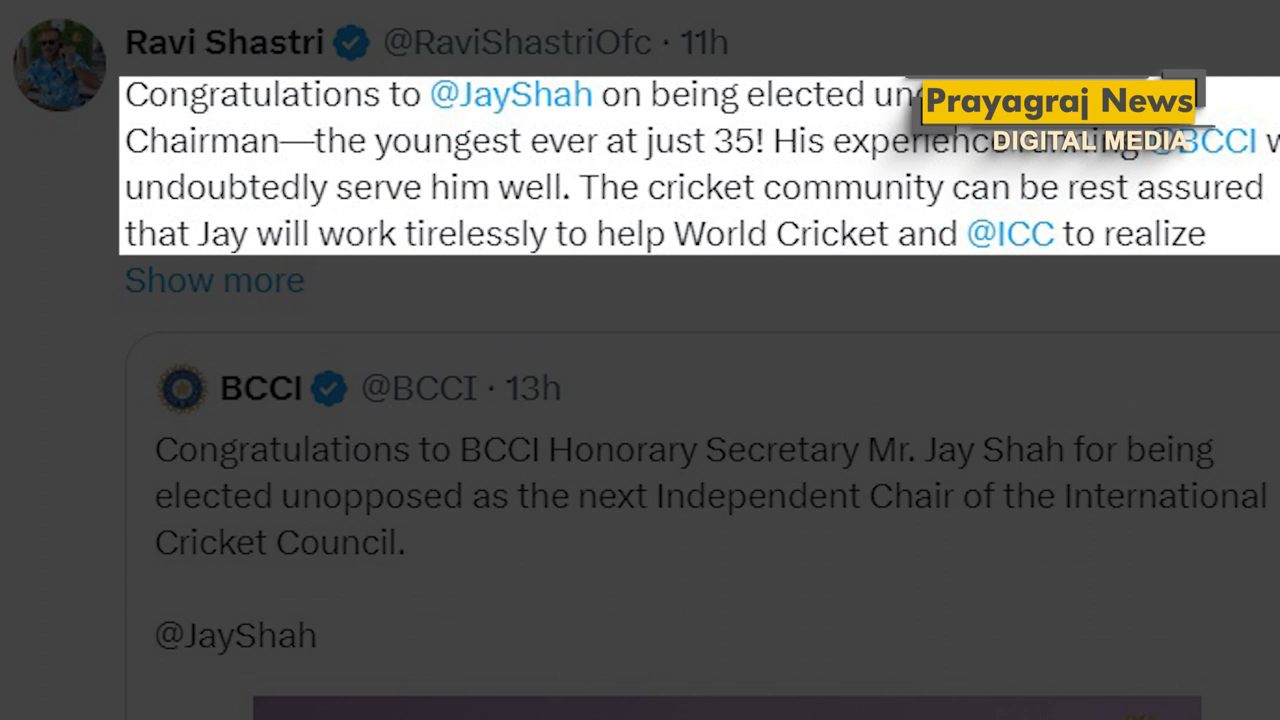 Ravi Shastri @RaviShastriOfc · 11h
Congratulations to @JayShah on being elected
Prayagraj News
Chairman—the youngest ever at just 35! His experience @BCCI
DIGITAL MEDIA
undoubtedly serve him well. The cricket community can be rest assured
that Jay will work tirelessly to help World Cricket and @ICC to realize
Show more
BCCI @BCCI · 13h
Congratulations to BCCI Honorary Secretary Mr. Jay Shah for being
elected unopposed as the next Independent Chair of the International
Cricket Council.
@JayShah